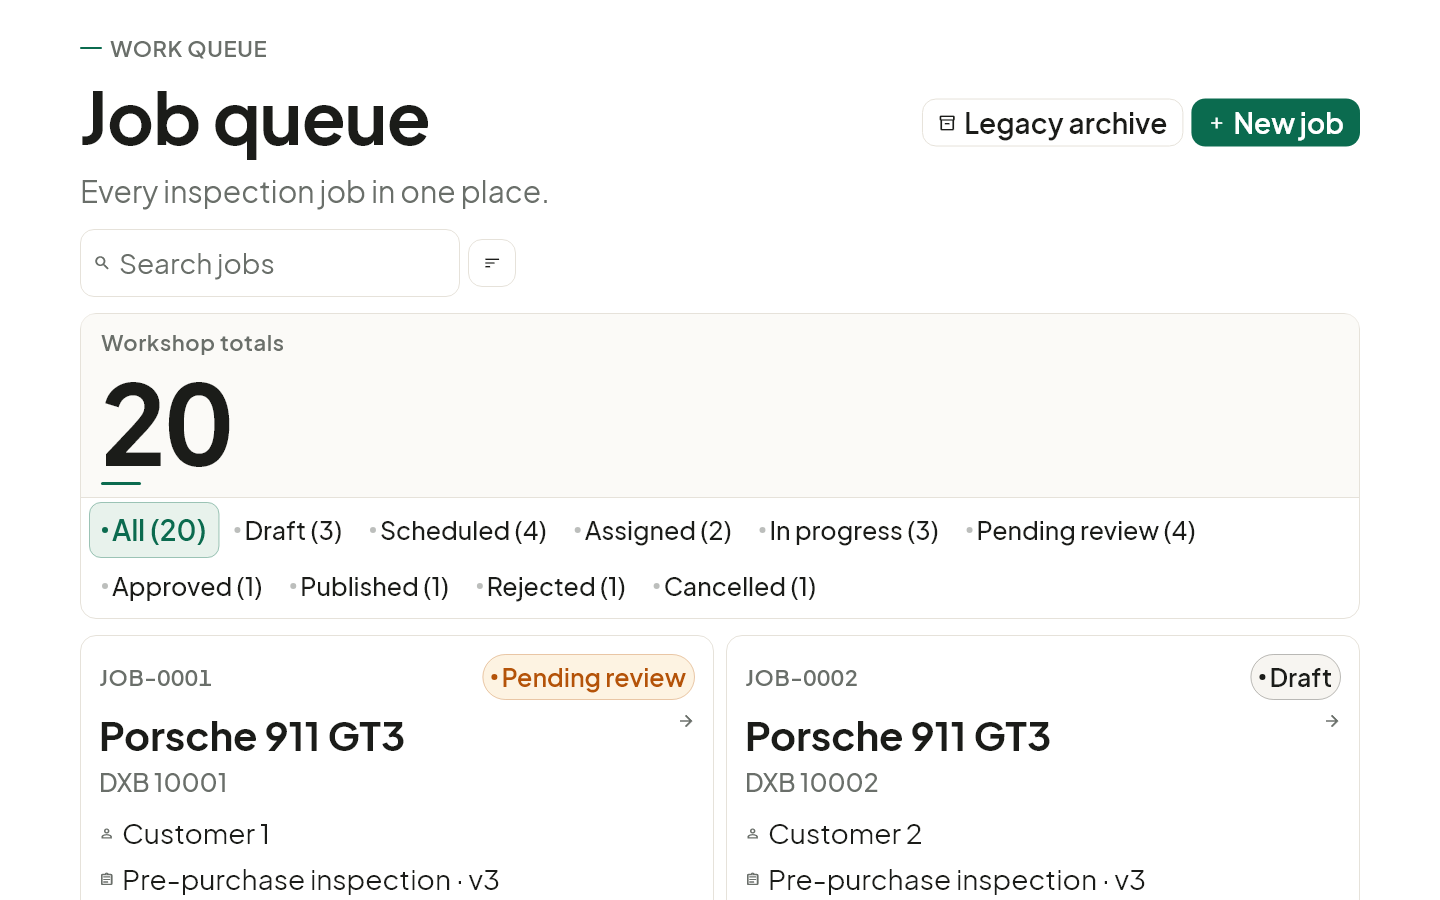 WORK QUEUE
Job queue
Legacy archive
+ New job
Every inspection job in one place.
Search jobs
Workshop totals
20
All (20) Draft (3) Scheduled (4) Assigned (2) In progress (3) Pending review (4)
Approved (1) Published (1) Rejected (1) Cancelled (1)
JOB-0001 Pending review
Porsche 911 GT3
DXB 10001
Customer 1
Pre-purchase inspection · v3
JOB-0002 Draft
Porsche 911 GT3
DXB 10002
Customer 2
Pre-purchase inspection · v3